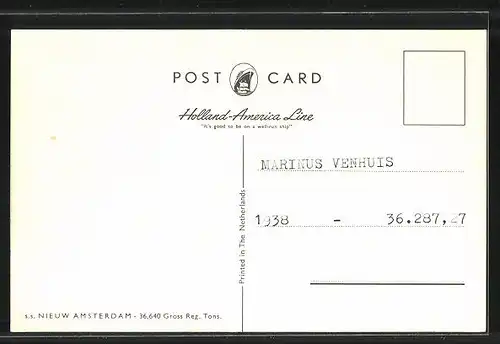 POST CARD
Holland-America Line
"It's good to be on a well-run ship"
MARINUS VENHUIS
1938 - 36.287,27
Printed in The Netherlands
s.s. NIEUW AMSTERDAM - 36,640 Gross Reg. Tons.